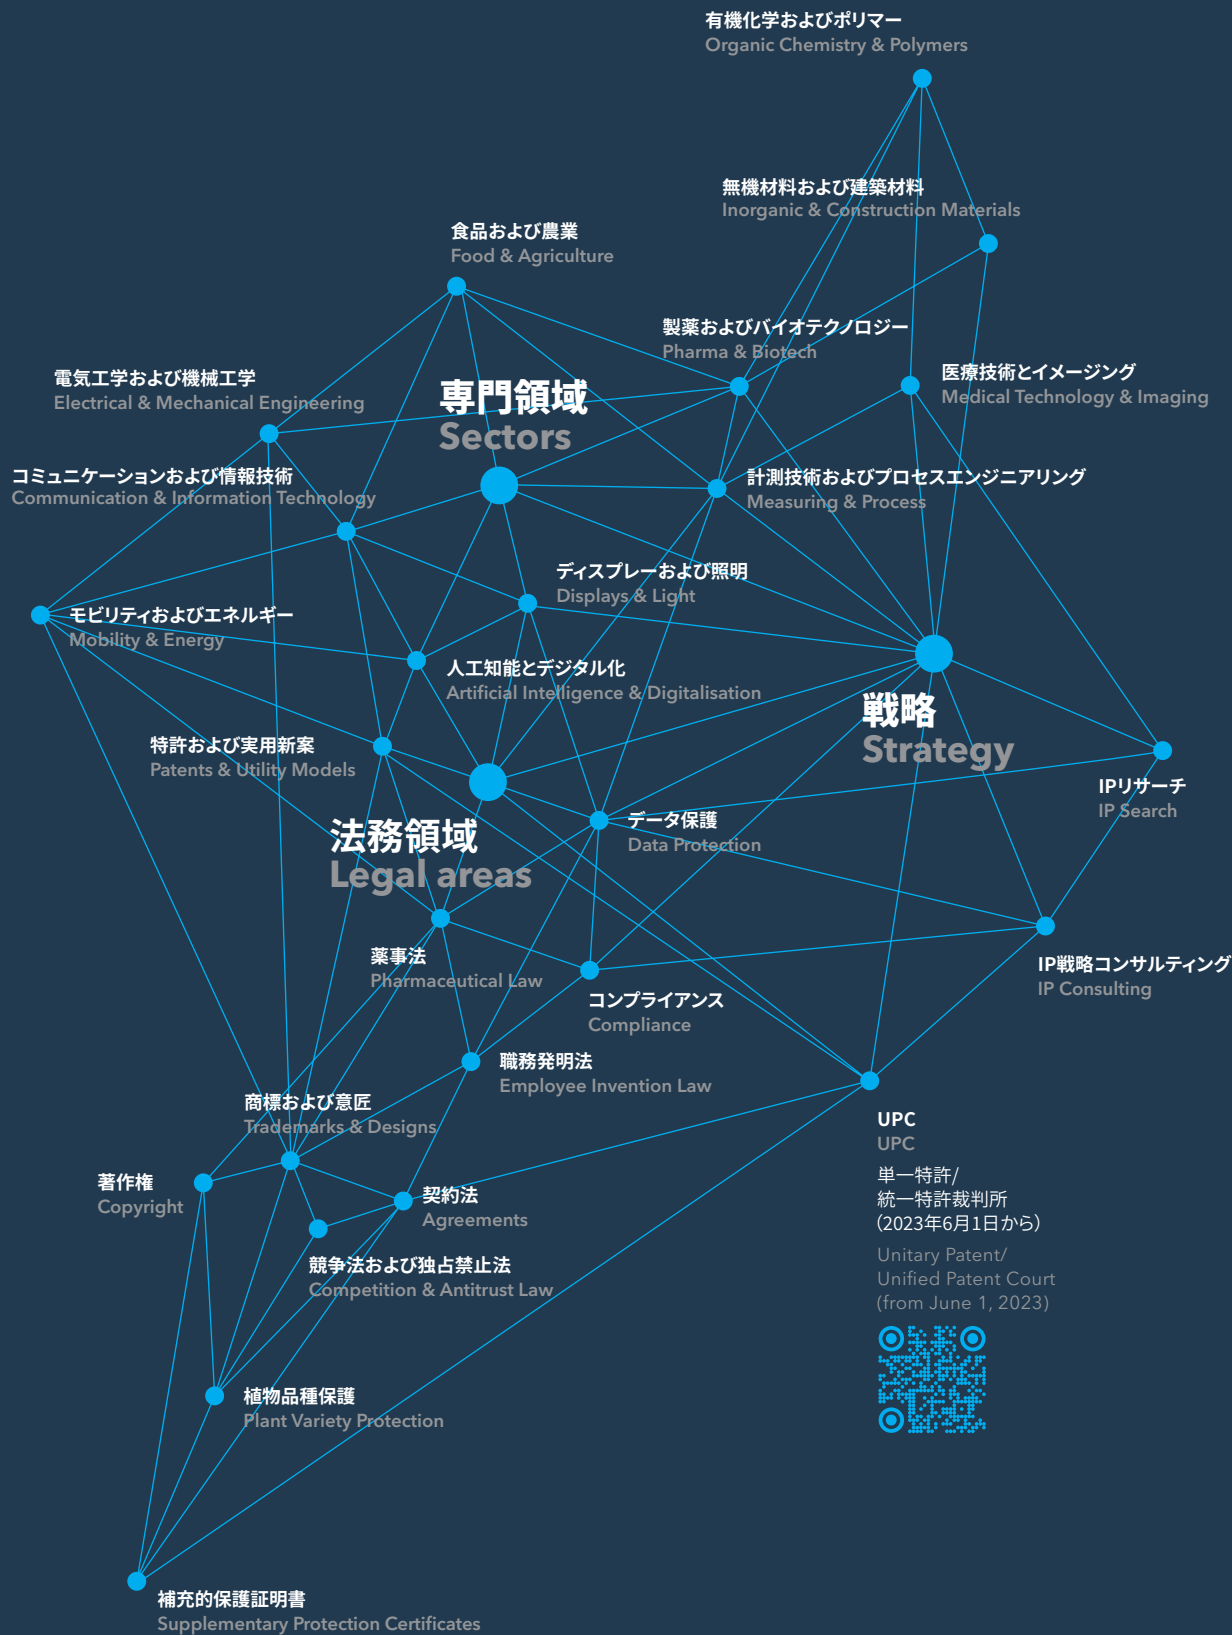 有機化学およびポリマー
Organic Chemistry & Polymers
無機材料および建築材料
Inorganic & Construction Materials
食品および農業
Food & Agriculture
製薬およびバイオテクノロジー
Pharma & Biotech
電気工学および機械工学
Electrical & Mechanical Engineering
専門領域
Sectors
医療技術とイメージング
Medical Technology & Imaging
コミュニケーションおよび情報技術
Communication & Information Technology
計測技術およびプロセスエンジニアリング
Measuring & Process
ディスプレーおよび照明
Displays & Light
モビリティおよびエネルギー
Mobility & Energy
人工知能とデジタル化
Artificial Intelligence & Digitalisation
戦略
Strategy
特許および実用新案
Patents & Utility Models
IPリサーチ
IP Search
法務領域
Legal areas
データ保護
Data Protection
薬事法
Pharmaceutical Law
IP戦略コンサルティング
IP Consulting
コンプライアンス
Compliance
職務発明法
Employee Invention Law
商標および意匠
Trademarks & Designs
UPC
UPC
単一特許/
統一特許裁判所
（2023年6月1日から）
Unitary Patent/
Unified Patent Court
(from June 1, 2023)
著作権
Copyright
契約法
Agreements
競争法および独占禁止法
Competition & Antitrust Law
植物品種保護
Plant Variety Protection
補充的保護証明書
Supplementary Protection Certificates